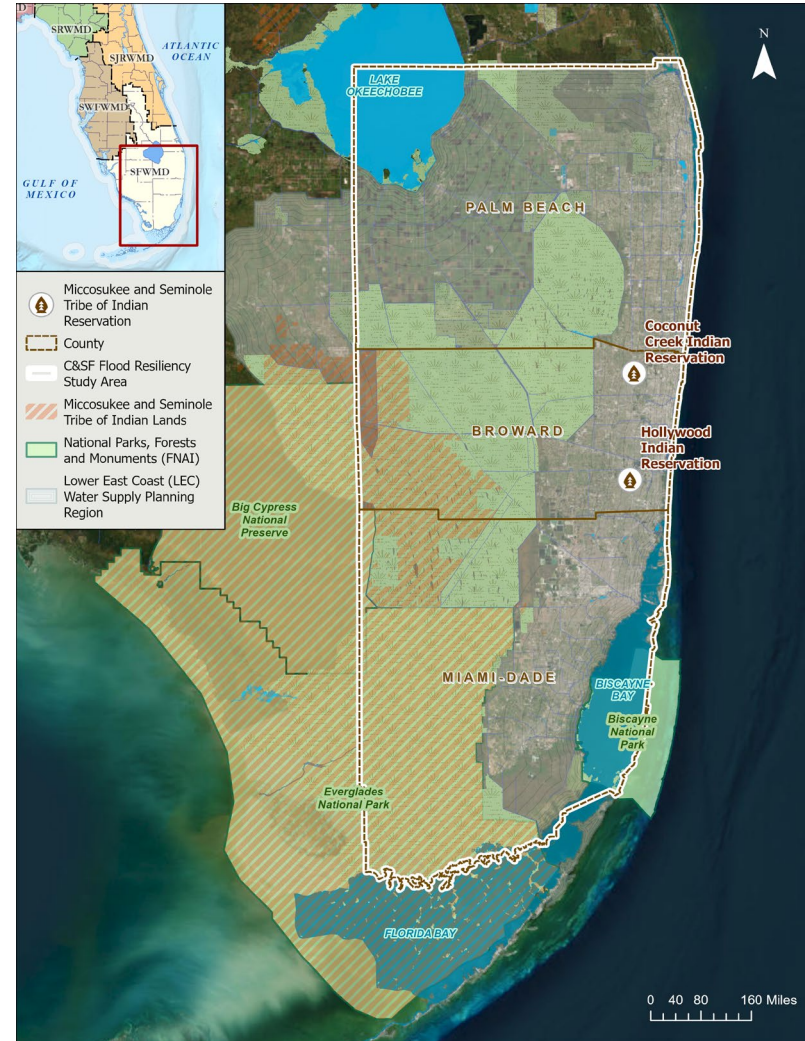 D
SRWMD
SJRWMD
ATLANTIC
OCEAN
SWFWMD
SFWMD
GULF OF
MEXICO
Miccosukee and Seminole
Tribe of Indian
Reservation
County
C&SF Flood Resiliency
Study Area
Miccosukee and Seminole
Tribe of Indian Lands
National Parks, Forests
and Monuments (FNAI)
Lower East Coast (LEC)
Water Supply Planning
Region
N
LAKE
OKEECHOBEE
PALM BEACH
Coconut
Creek Indian
Reservation
BROWARD
Hollywood
Indian
Reservation
Big Cypress
National
Preserve
MIAMI-DADE
BISCAYNE
BAY
Biscayne
National
Park
Everglades
National Park
FLORIDA BAY
0 40 80 160 Miles